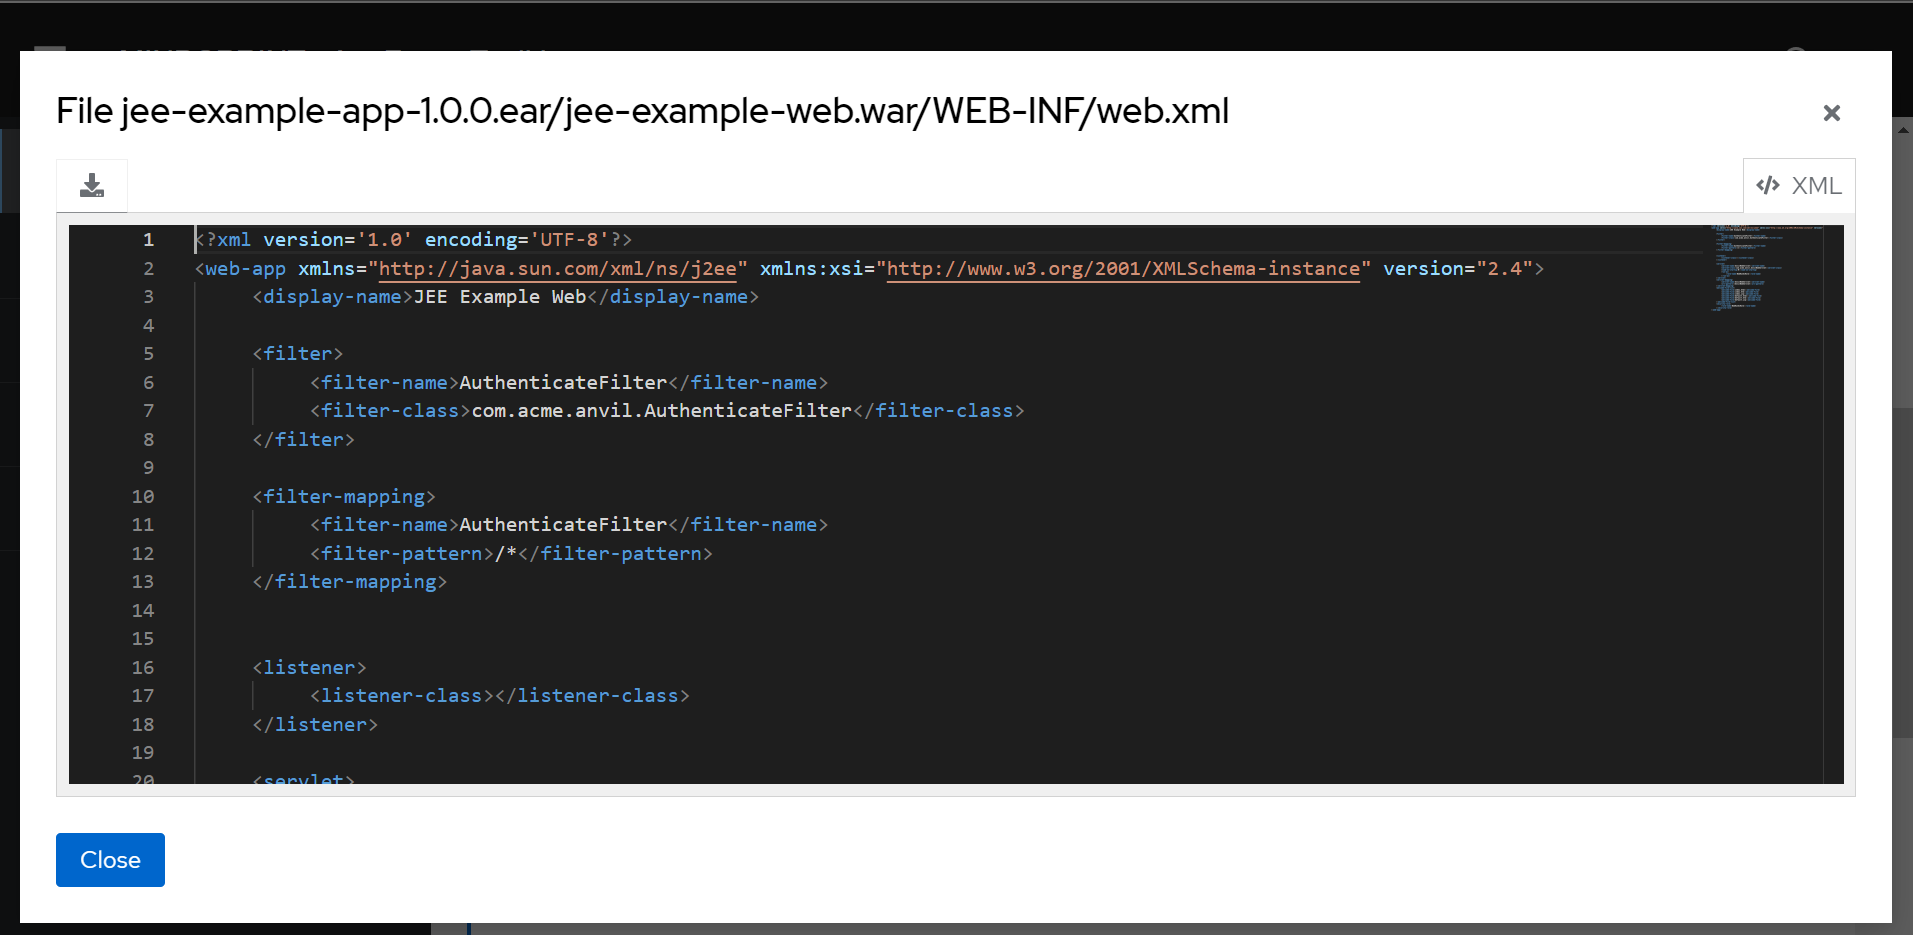 File jee-example-app-1.0.0.ear/jee-example-web.war/WEB-INF/web.xml
XML
1 <?xml version='1.0' encoding='UTF-8'?>
2 <web-app xmlns="http://java.sun.com/xml/ns/j2ee" xmlns:xsi="http://www.w3.org/2001/XMLSchema-instance" version="2.4">
3 <display-name>JEE Example Web</display-name>
4
5 <filter>
6 <filter-name>AuthenticateFilter</filter-name>
7 <filter-class>com.acme.anvil.AuthenticateFilter</filter-class>
8 </filter>
9
10 <filter-mapping>
11 <filter-name>AuthenticateFilter</filter-name>
12 <filter-pattern>/*</filter-pattern>
13 </filter-mapping>
14
15
16 <listener>
17 <listener-class></listener-class>
18 </listener>
19
20 <servlet>
Close